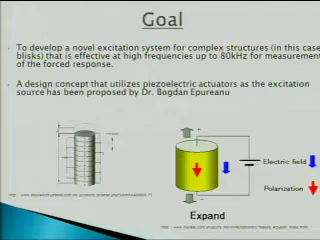 Goal
To develop a novel excitation system for complex structures (in this case
blisks) that is effective at high frequencies up to 80kHz for measurement
of the forced response.
A design concept that utilizes piezoelectric actuators as the excitation
source has been proposed by Dr. Bogdan Epureanu
+
Electric field
Polarization
-
Expand